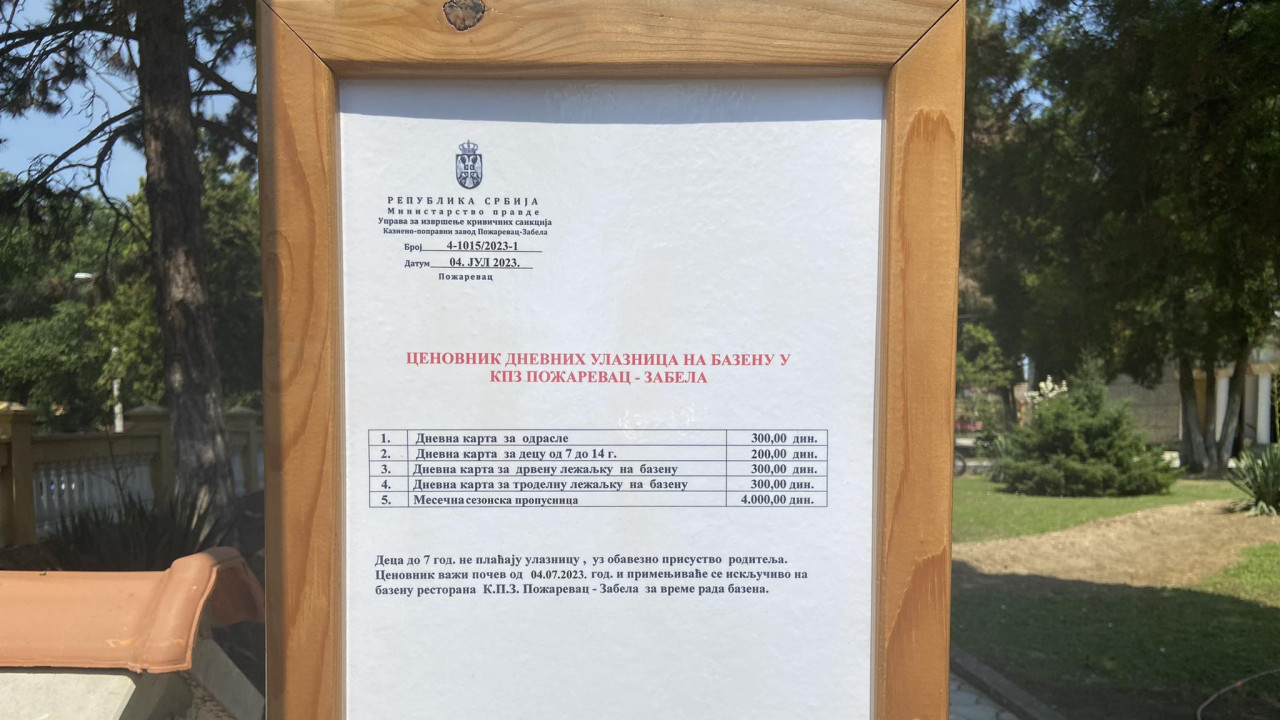 РЕПУБЛИКА СРБИЈА
Министарство правде
Управа за извршење кривичних санкција
Казнено-поправни завод Пожаревац-Забела
Број 4-1015/2023-1
Датум 04. ЈУЛ 2023.
Пожаревац
ЦЕНОВНИК ДНЕВНИХ УЛАЗНИЦА НА БАЗЕНУ У
КПЗ ПОЖАРЕВАЦ - ЗАБЕЛА
1. Дневна карта за одрасле 300,00 дин.
2. Дневна карта за децу од 7 до 14 г. 200,00 дин.
3. Дневна карта за дрвену лежаљку на базену 300,00 дин.
4. Дневна карта за троделну лежаљку на базену 300,00 дин.
5. Месечна сезонска пропусница 4.000,00 дин.
Деца до 7 год. не плаћају улазницу , уз обавезно присуство родитеља.
Ценовник важи почев од 04.07.2023. год. и примењиваће се искључиво на
базену ресторана К.П.З. Пожаревац - Забела за време рада базена.